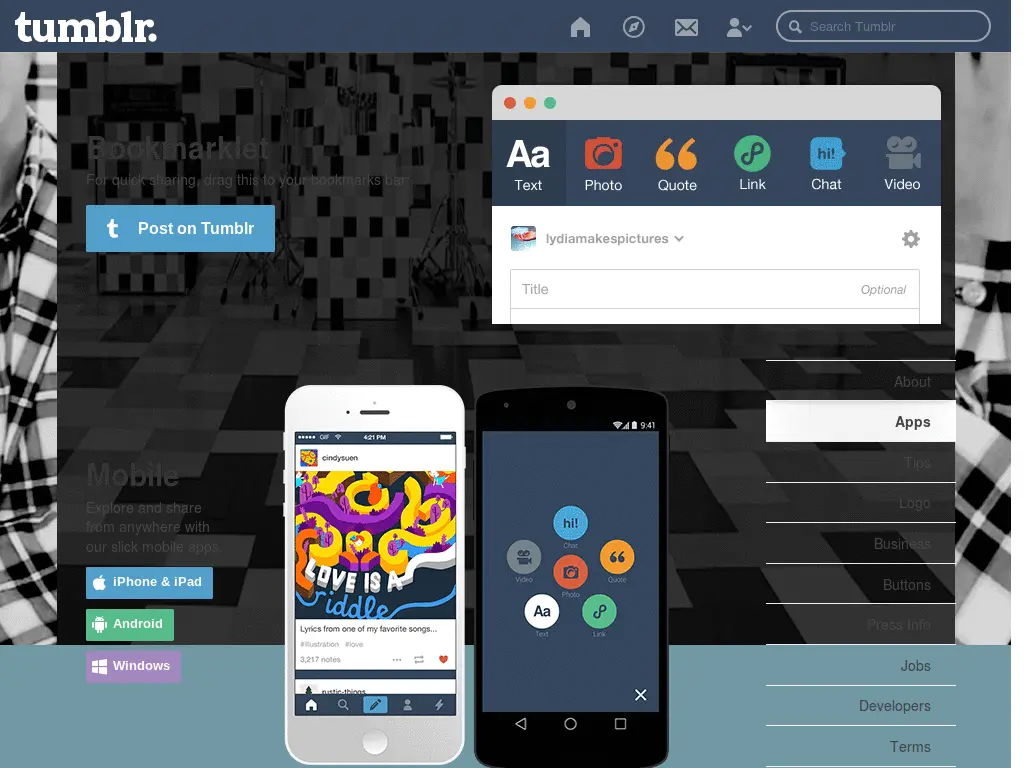 tumblr.
Search Tumblr
Bookmarklet
For quick sharing, drag this to your bookmarks bar:
t Post on Tumblr
Aa
hi!
Text
Photo
Quote
Link
Chat
Video
lydiamakespictures
Title
Optional
About
Apps
Tips
Logo
Business
Buttons
Press Info
Jobs
Developers
Terms
Mobile
Explore and share
from anywhere with
our slick mobile apps.
iPhone & iPad
Android
Windows
GIF
4:21 PM
cindysuen
LOVE IS A
riddle
Lyrics from one of my favorite songs...
#illustration #love
3,217 notes
rustic-things
9:41
hi!
Chat
Video
Quote
Photo
Aa
Text
Link